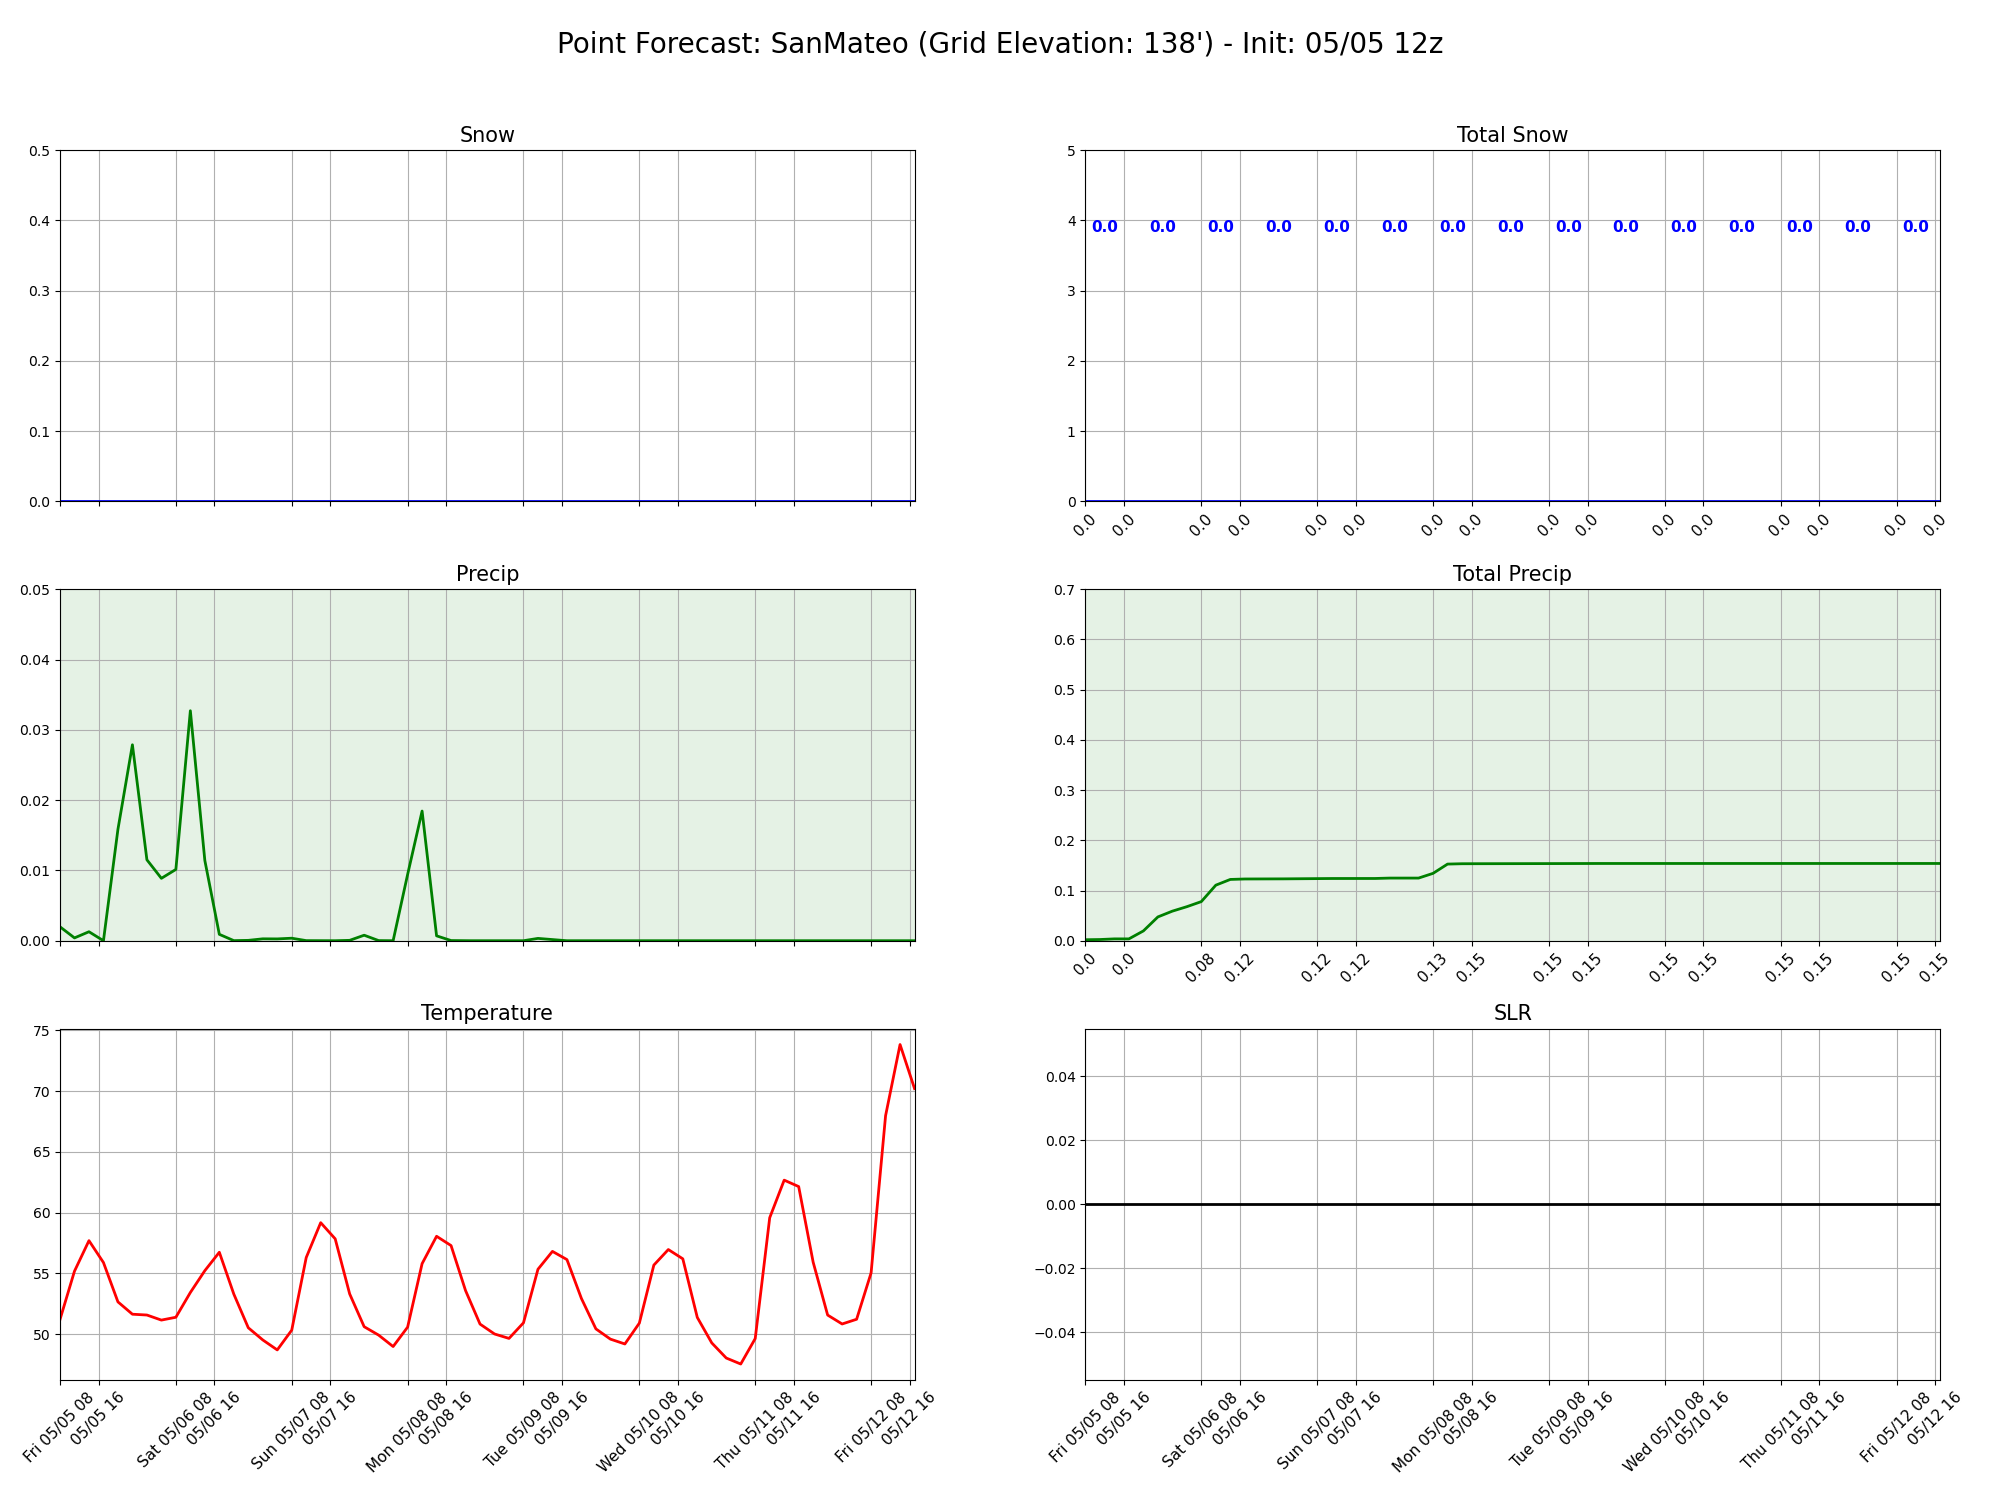 Point Forecast: SanMateo (Grid Elevation: 138') - Init: 05/05 12z
Snow
0.5
0.4
0.3
0.2
0.1
0.0
Total Snow
5
4
3
2
1
0
0.0 0.0 0.0 0.0 0.0 0.0 0.0 0.0 0.0 0.0 0.0 0.0 0.0 0.0 0.0
0.0 0.0 0.0 0.0 0.0 0.0 0.0 0.0 0.0 0.0 0.0 0.0 0.0 0.0 0.0 0.0
Precip
0.05
0.04
0.03
0.02
0.01
0.00
Total Precip
0.7
0.6
0.5
0.4
0.3
0.2
0.1
0.0
0.0 0.0 0.08 0.12 0.12 0.12 0.13 0.15 0.15 0.15 0.15 0.15 0.15 0.15 0.15 0.15
Temperature
75
70
65
60
55
50
Fri 05/05 08
05/05 16
Sat 05/06 08
05/06 16
Sun 05/07 08
05/07 16
Mon 05/08 08
05/08 16
Tue 05/09 08
05/09 16
Wed 05/10 08
05/10 16
Thu 05/11 08
05/11 16
Fri 05/12 08
05/12 16
SLR
0.04
0.02
0.00
−0.02
−0.04
Fri 05/05 08
05/05 16
Sat 05/06 08
05/06 16
Sun 05/07 08
05/07 16
Mon 05/08 08
05/08 16
Tue 05/09 08
05/09 16
Wed 05/10 08
05/10 16
Thu 05/11 08
05/11 16
Fri 05/12 08
05/12 16